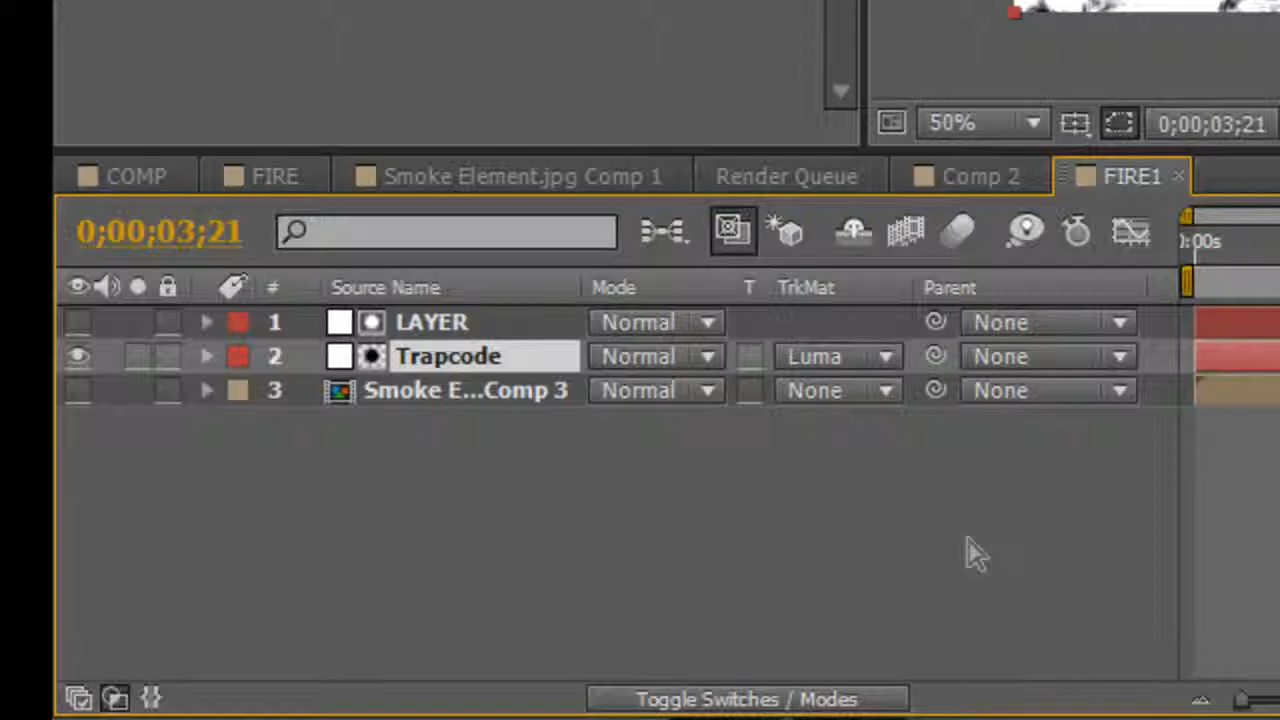 50% 0;00;03;21
COMP FIRE Smoke Element.jpg Comp 1 Render Queue Comp 2 FIRE1 ×
0;00;03;21
:00s
# Source Name Mode T TrkMat Parent
1 LAYER Normal None
2 Trapcode Normal Luma None
3 Smoke E...Comp 3 Normal None None
Toggle Switches / Modes